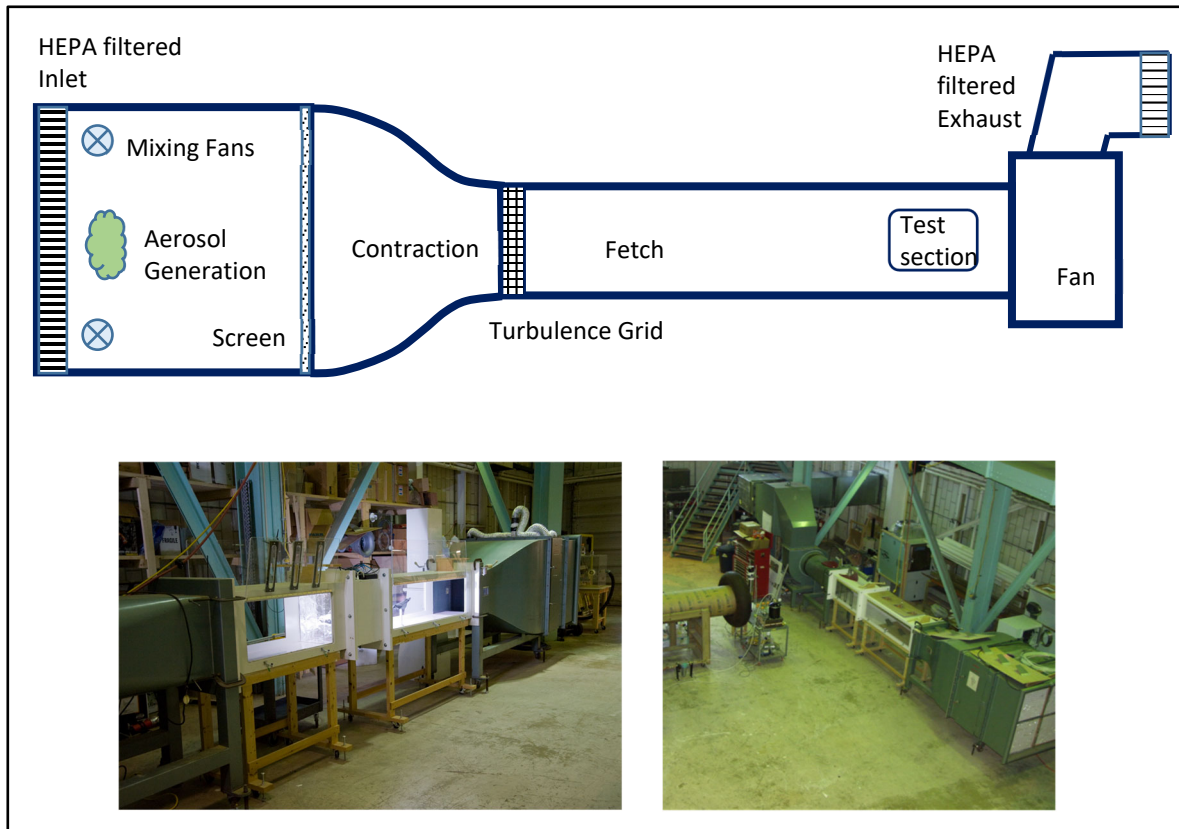 HEPA filtered
Inlet
Mixing Fans
Aerosol
Generation
Screen
Contraction
Turbulence Grid
Fetch
Test
section
HEPA
filtered
Exhaust
Fan